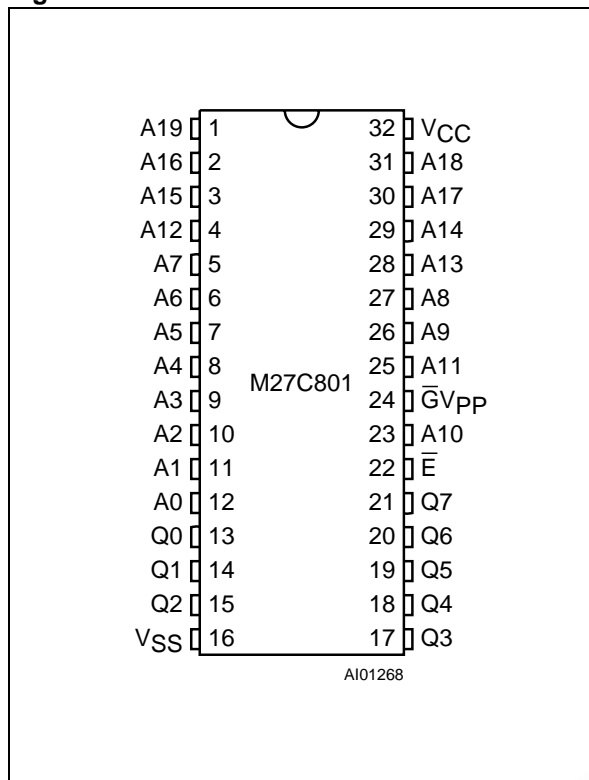 A19 1 32 VCC
A16 2 31 A18
A15 3 30 A17
A12 4 29 A14
A7 5 28 A13
A6 6 27 A8
A5 7 26 A9
A4 8 25 A11
M27C801
A3 9 24 G̅VPP
A2 10 23 A10
A1 11 22 E̅
A0 12 21 Q7
Q0 13 20 Q6
Q1 14 19 Q5
Q2 15 18 Q4
VSS 16 17 Q3
AI01268